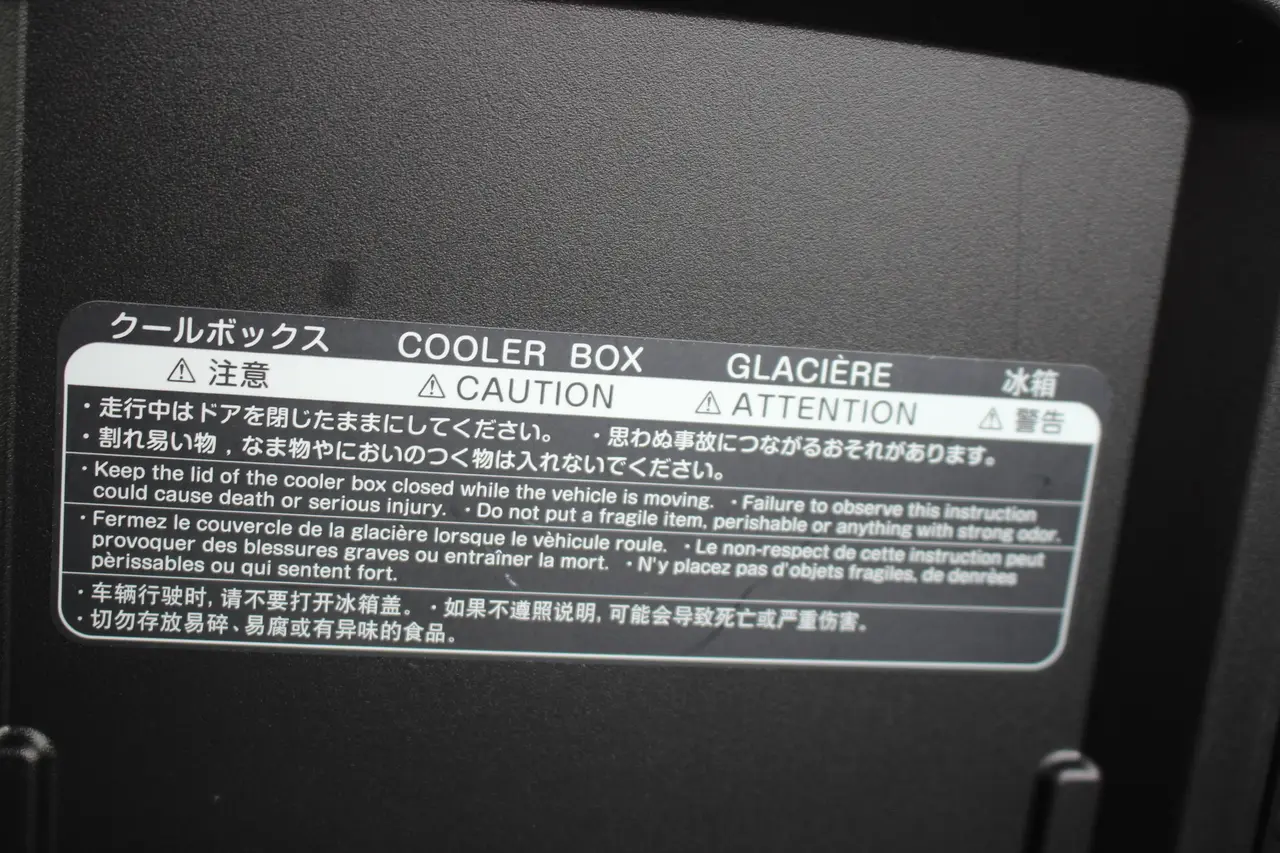 クールボックス COOLER BOX GLACIÈRE 冰箱
⚠ 注意 ⚠ CAUTION ⚠ ATTENTION ⚠ 警告
・走行中はドアを閉じたままにしてください。 ・思わぬ事故につながるおそれがあります。
・割れ易い物，なま物やにおいのつく物は入れないでください。
・Keep the lid of the cooler box closed while the vehicle is moving. ・Failure to observe this instruction
could cause death or serious injury. ・Do not put a fragile item, perishable or anything with strong odor.
・Fermez le couvercle de la glacière lorsque le vèhicule roule. ・Le non-respect de cette instruction peut
provoquer des blessures graves ou entraîner la mort. ・N'y placez pas d'objets fragiles, de denrèes
pèrissables ou qui sentent fort.
・车辆行驶时, 请不要打开冰箱盖。・如果不遵照说明, 可能会导致死亡或严重伤害。
・切勿存放易碎、易腐或有异味的食品。